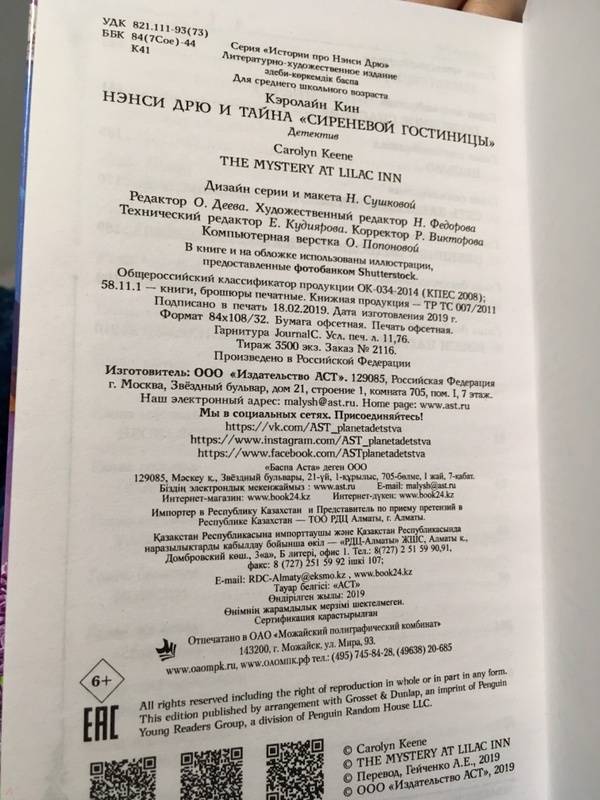 УДК 821.111-93(73)
ББК 84(7Сое)-44
К41
Серия «Истории про Нэнси Дрю»
Литературно-художественное издание
әдеби-көркемдік баспа
Для среднего школьного возраста
Кэролайн Кин
НЭНСИ ДРЮ И ТАЙНА «СИРЕНЕВОЙ ГОСТИНИЦЫ»
Детектив
Carolyn Keene
THE MYSTERY AT LILAC INN
Дизайн серии и макета Н. Сушковой
Редактор О. Деева. Художественный редактор Н. Федорова
Технический редактор Е. Кудиярова. Корректор Р. Викторова
Компьютерная верстка О. Попоновой
В книге и на обложке использованы иллюстрации,
предоставленные фотобанком Shutterstock.
Общероссийский классификатор продукции ОК-034-2014 (КПЕС 2008);
58.11.1 — книги, брошюры печатные. Книжная продукция — ТР ТС 007/2011
Подписано в печать 18.02.2019. Дата изготовления 2019 г.
Формат 84х108/32. Бумага офсетная. Печать офсетная.
Гарнитура JournalC. Усл. печ. л. 11,76.
Тираж 3500 экз. Заказ № 2116.
Произведено в Российской Федерации
Изготовитель: ООО «Издательство АСТ». 129085, Российская Федерация
г. Москва, Звёздный бульвар, дом 21, строение 1, комната 705, пом. I, 7 этаж.
Наш электронный адрес: malysh@ast.ru. Home page: www.ast.ru
Мы в социальных сетях. Присоединяйтесь!
https://vk.com/AST_planetadetstva
https://www.instagram.com/AST_planetadetstva
https://www.facebook.com/ASTplanetadetstva
«Баспа Аста» деген ООО
129085, Мәскеу к., Звёздный бульвары, 21-үй, 1-құрылыс, 705-бөлме, I жай, 7-қабат.
Біздің электрондық мекенжаймыз : www.ast.ru E-mail: malysh@ast.ru
Интернет-магазин: www.book24.kz Интернет-дүкен: www.book24.kz
Импортер в Республику Казахстан и Представитель по приему претензий в
Республике Казахстан — ТОО РДЦ Алматы, г. Алматы.
Қазақстан Республикасына импорттаушы және Қазақстан Республикасында
наразылықтарды қабылдау бойынша өкіл — «РДЦ-Алматы» ЖШС, Алматы қ.,
Домбровский көш., 3«а», Б литері, офис 1. Тел.: 8(727) 2 51 59 90,91,
факс: 8 (727) 251 59 92 ішкі 107;
E-mail: RDC-Almaty@eksmo.kz , www.book24.kz
Тауар белгісі: «АСТ»
Өндірілген жылы: 2019
Өнімнің жарамдылық мерзімі шектелмеген.
Сертификация қарастырылған
Отпечатано в ОАО «Можайский полиграфический комбинат»
143200, г. Можайск, ул. Мира, 93.
www.oaompk.ru, www.оаомпк.рф тел.: (495) 745-84-28, (49638) 20-685
6+
EAC
All rights reserved including the right of reproduction in whole or in part in any form.
This edition published by arrangement with Grosset & Dunlap, an imprint of Penguin
Young Readers Group, a division of Penguin Random House LLC.
© Carolyn Keene
© THE MYSTERY AT LILAC INN
© Перевод, Гейченко А.Е., 2019
© ООО «Издательство АСТ», 2019